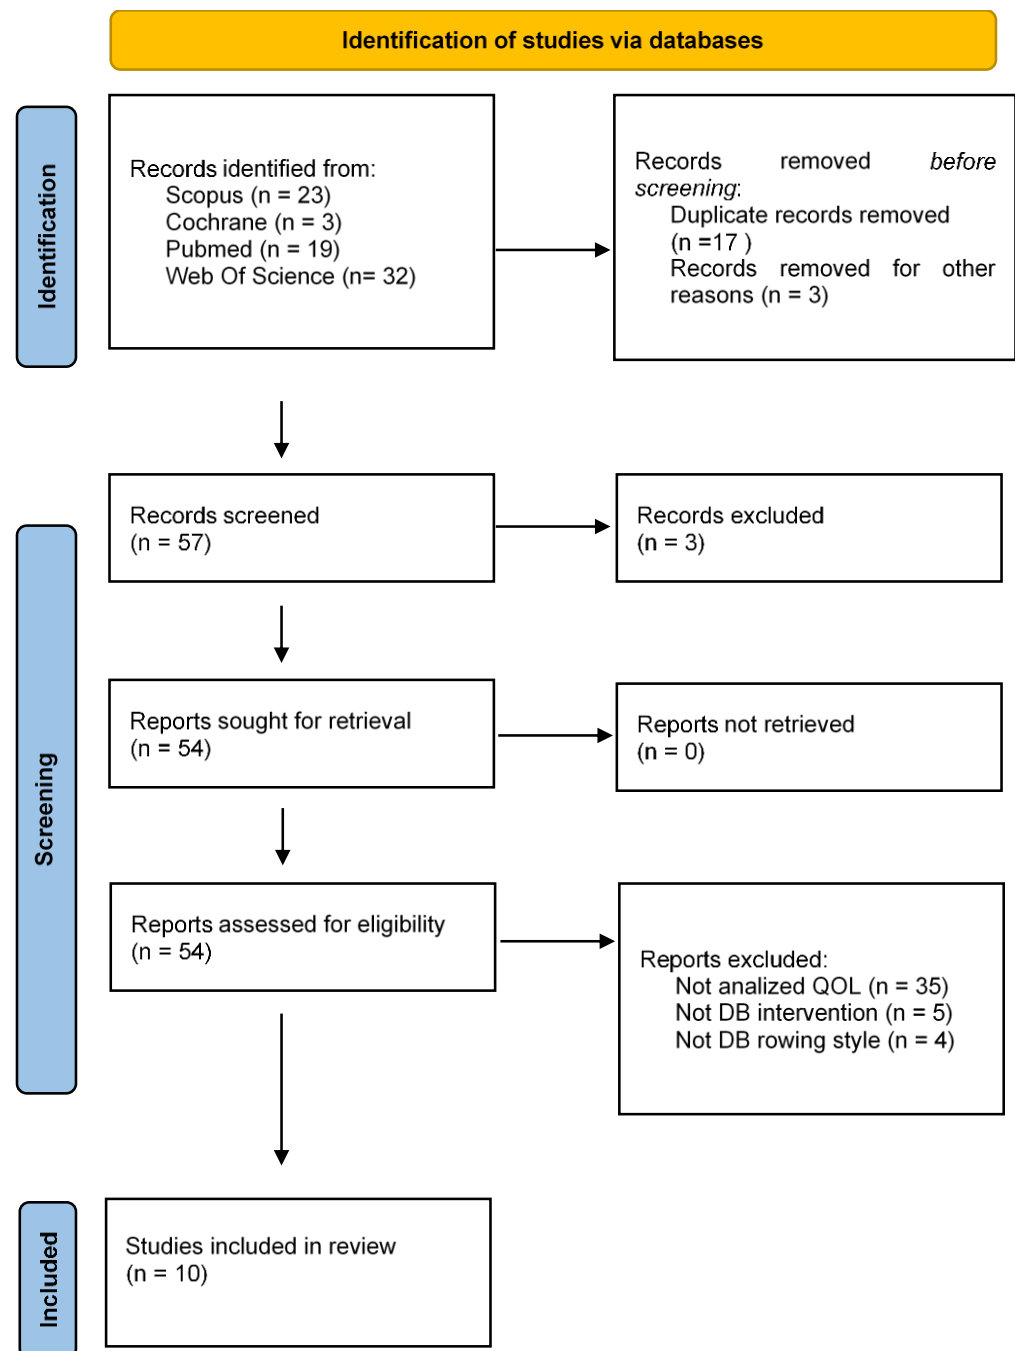 Identification of studies via databases
Identification
Records identified from:
Scopus (n = 23)
Cochrane (n = 3)
Pubmed (n = 19)
Web Of Science (n= 32)
Records removed before
screening:
Duplicate records removed
(n =17 )
Records removed for other
reasons (n = 3)
Screening
Records screened
(n = 57)
Records excluded
(n = 3)
Reports sought for retrieval
(n = 54)
Reports not retrieved
(n = 0)
Reports assessed for eligibility
(n = 54)
Reports excluded:
Not analized QOL (n = 35)
Not DB intervention (n = 5)
Not DB rowing style (n = 4)
Included
Studies included in review
(n = 10)